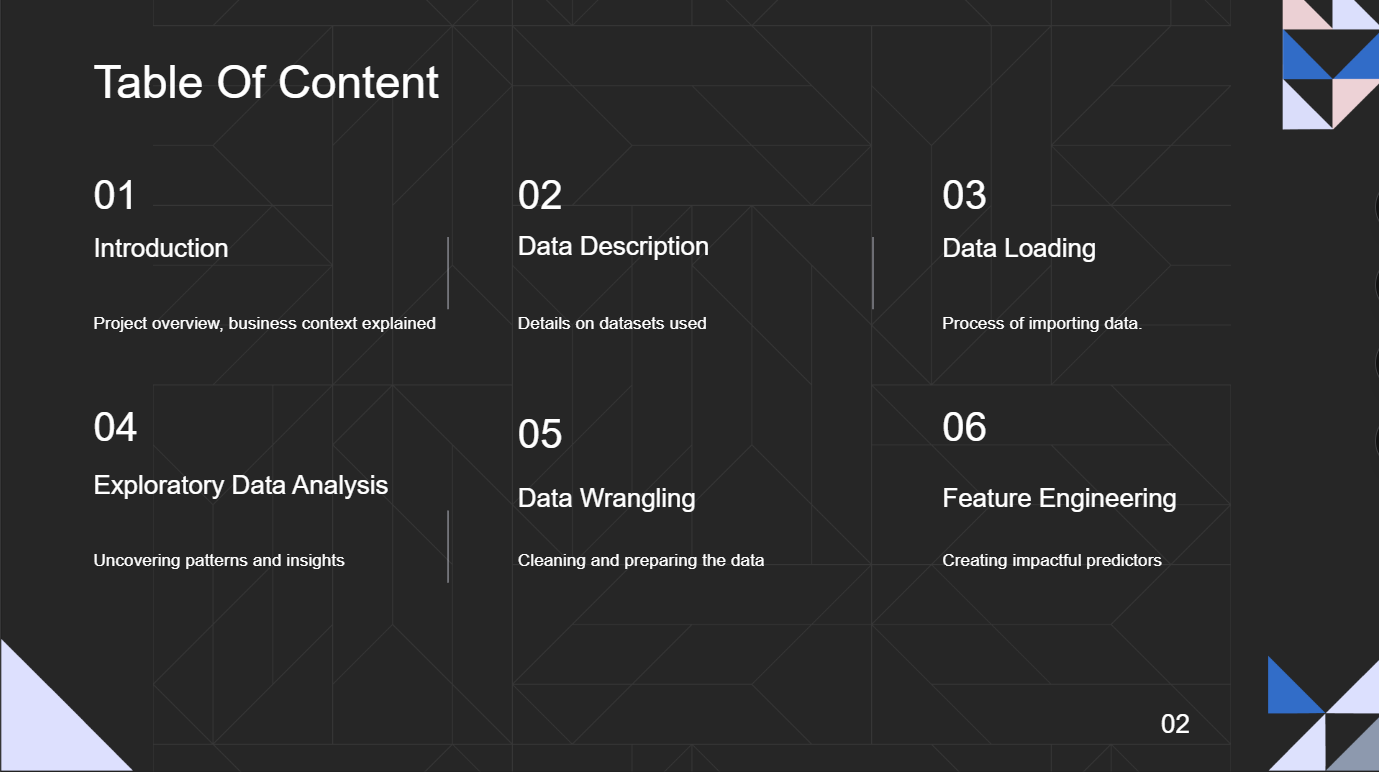 Table Of Content
01
Introduction
Project overview, business context explained
02
Data Description
Details on datasets used
03
Data Loading
Process of importing data.
04
Exploratory Data Analysis
Uncovering patterns and insights
05
Data Wrangling
Cleaning and preparing the data
06
Feature Engineering
Creating impactful predictors
02